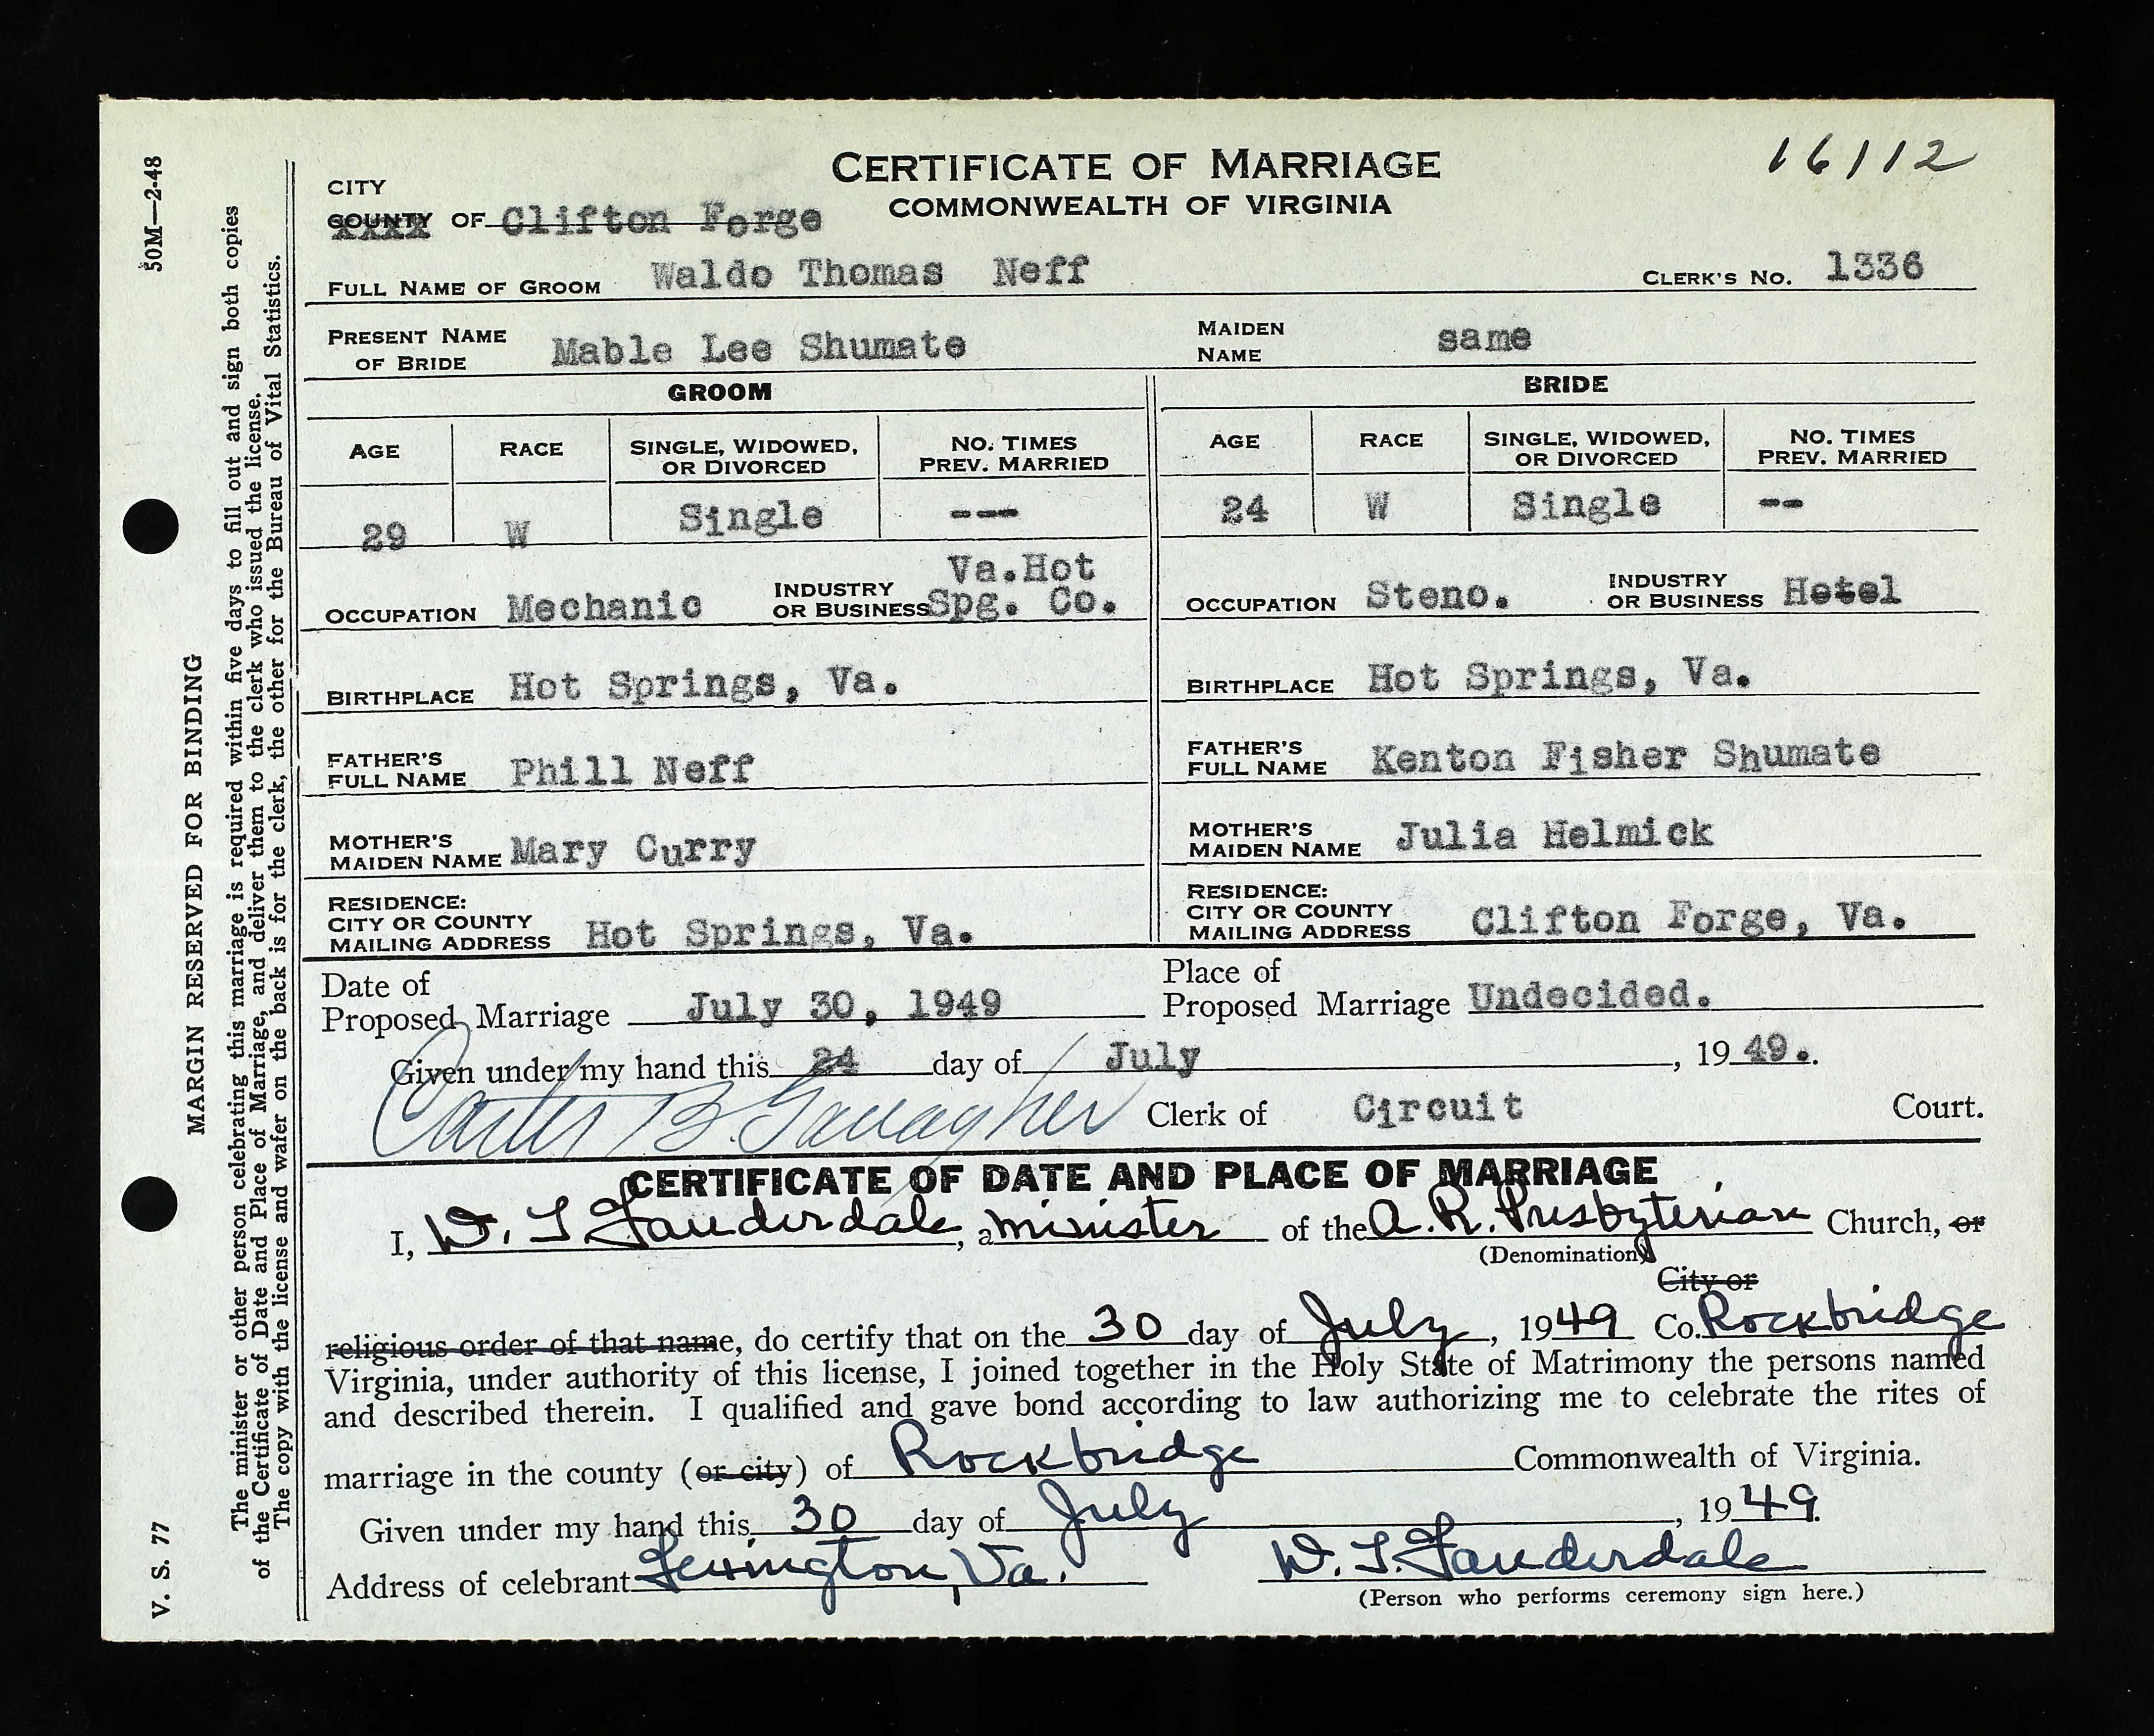 50M—2-48
MARGIN RESERVED FOR BINDING
V. S. 77
The minister or other person celebrating this marriage is required within five days to fill out and sign both copies
of the Certificate of Date and Place of Marriage, and deliver them to the clerk who issued the license.
The copy with the license and wafer on the back is for the clerk, the other for the Bureau of Vital Statistics.
16112
CERTIFICATE OF MARRIAGE
COMMONWEALTH OF VIRGINIA
CITY
COUNTY OF Clifton Forge
FULL NAME OF GROOM Waldo Thomas Neff CLERK'S NO. 1336
PRESENT NAME OF BRIDE Mable Lee Shumate MAIDEN NAME same
GROOM BRIDE
AGE RACE SINGLE, WIDOWED, OR DIVORCED NO. TIMES PREV. MARRIED AGE RACE SINGLE, WIDOWED, OR DIVORCED NO. TIMES PREV. MARRIED
29 W Single --- 24 W Single --
OCCUPATION Mechanic INDUSTRY OR BUSINESS Va.Hot Spg. Co. OCCUPATION Steno. INDUSTRY OR BUSINESS Hotel
BIRTHPLACE Hot Springs, Va. BIRTHPLACE Hot Springs, Va.
FATHER'S FULL NAME Phill Neff FATHER'S FULL NAME Kenton Fisher Shumate
MOTHER'S MAIDEN NAME Mary Curry MOTHER'S MAIDEN NAME Julia Helmick
RESIDENCE: CITY OR COUNTY MAILING ADDRESS Hot Springs, Va. RESIDENCE: CITY OR COUNTY MAILING ADDRESS Clifton Forge, Va.
Date of Proposed Marriage July 30, 1949 Place of Proposed Marriage Undecided.
Given under my hand this 24 day of July, 19 49.
Carter B. Gallagher Clerk of Circuit Court.
CERTIFICATE OF DATE AND PLACE OF MARRIAGE
I, W. T. Lauderdale, a minister of the A. R. Presbyterian Church, or
(Denomination)
City or
religious order of that name, do certify that on the 30 day of July, 1949 Co. Rockbridge
Virginia, under authority of this license, I joined together in the Holy State of Matrimony the persons named
and described therein. I qualified and gave bond according to law authorizing me to celebrate the rites of
marriage in the county (or city) of Rockbridge Commonwealth of Virginia.
Given under my hand this 30 day of July, 1949.
Address of celebrant Lexington, Va. W. T. Lauderdale
(Person who performs ceremony sign here.)